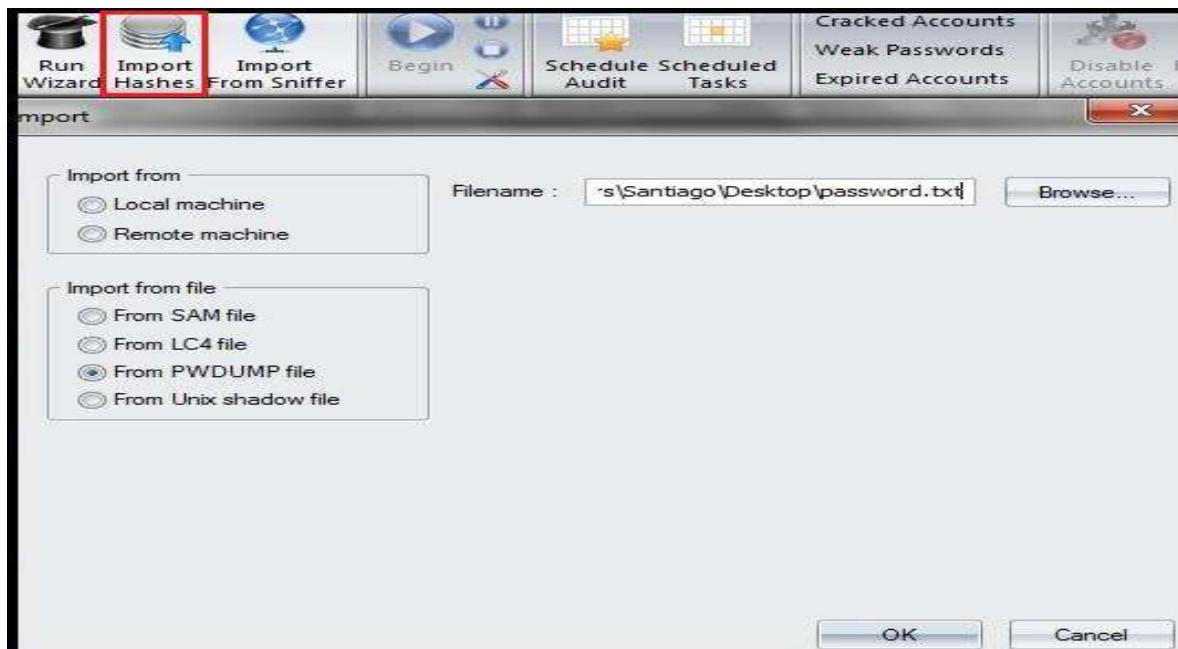 Run Wizard
Import Hashes
Import From Sniffer
Begin
Schedule Audit
Scheduled Tasks
Cracked Accounts
Weak Passwords
Expired Accounts
Disable Accounts
mport
Import from
Local machine
Remote machine
Filename :
s\Santiago\Desktop\password.txt
Browse...
Import from file
From SAM file
From LC4 file
From PWDUMP file
From Unix shadow file
OK
Cancel